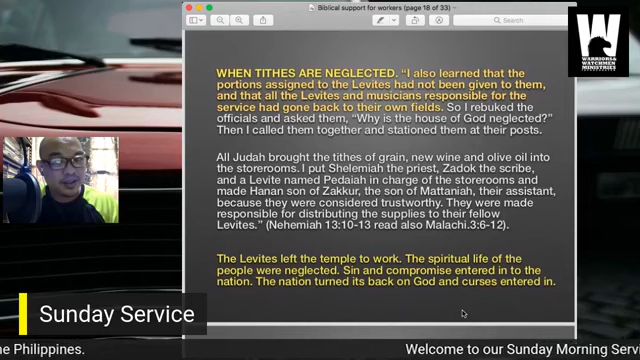 Biblical support for workers (page 18 of 33)
Search
WARRIORS &
WATCHMEN
MINISTRIES
WHEN TITHES ARE NEGLECTED. “I also learned that the
portions assigned to the Levites had not been given to them,
and that all the Levites and musicians responsible for the
service had gone back to their own fields. So I rebuked the
officials and asked them, “Why is the house of God neglected?”
Then I called them together and stationed them at their posts.
All Judah brought the tithes of grain, new wine and olive oil into
the storerooms. I put Shelemiah the priest, Zadok the scribe,
and a Levite named Pedaiah in charge of the storerooms and
made Hanan son of Zakkur, the son of Mattaniah, their assistant,
because they were considered trustworthy. They were made
responsible for distributing the supplies to their fellow
Levites.” (Nehemiah 13:10-13 read also Malachi.3:6-12).
The Levites left the temple to work. The spiritual life of the
people were neglected. Sin and compromise entered in to the
nation. The nation turned its back on God and curses entered in.
Sunday Service
ne Philippines.
Welcome to our Sunday Morning Serv